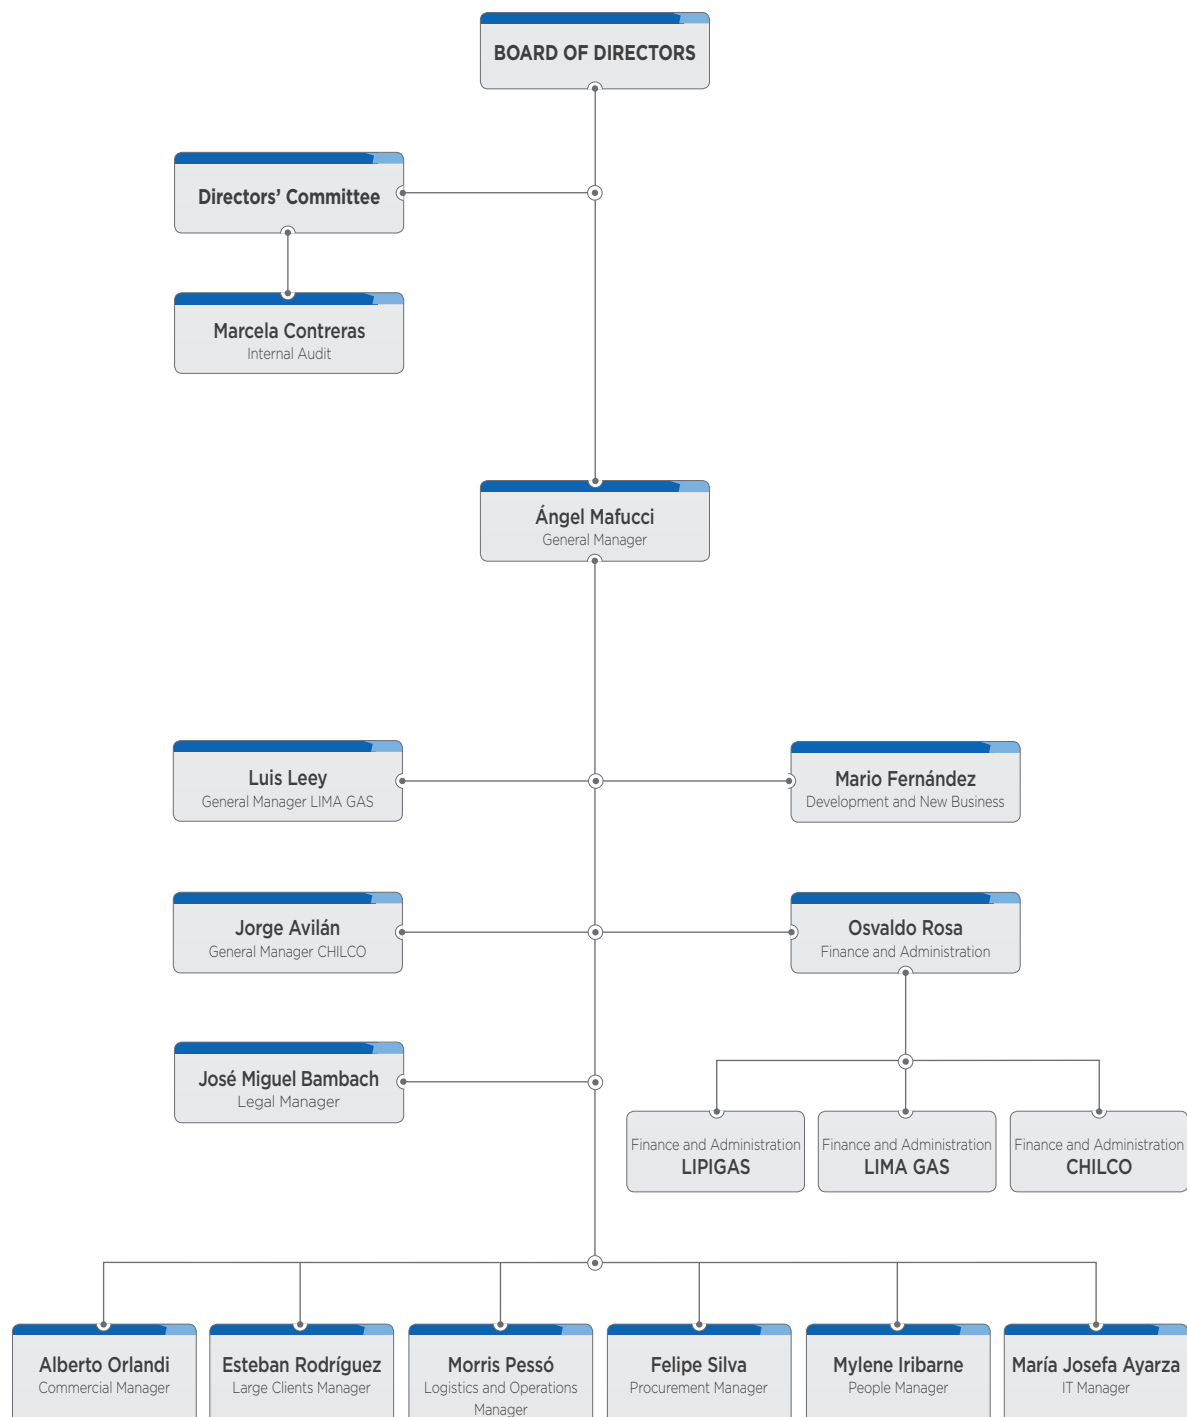 BOARD OF DIRECTORS
Directors’ Committee
Marcela Contreras
Internal Audit
Ángel Mafucci
General Manager
Luis Leey
General Manager LIMA GAS
Mario Fernández
Development and New Business
Jorge Avilán
General Manager CHILCO
Osvaldo Rosa
Finance and Administration
José Miguel Bambach
Legal Manager
Finance and Administration
LIPIGAS
Finance and Administration
LIMA GAS
Finance and Administration
CHILCO
Alberto Orlandi
Commercial Manager
Esteban Rodríguez
Large Clients Manager
Morris Pessó
Logistics and Operations
Manager
Felipe Silva
Procurement Manager
Mylene Iribarne
People Manager
María Josefa Ayarza
IT Manager